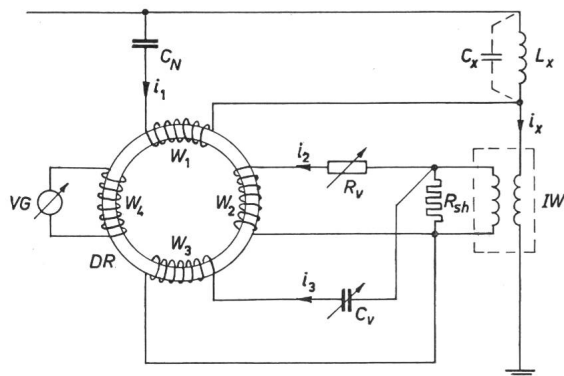 C_N
C_x
L_x
i_1
i_x
W_1
i_2
R_v
VG
W_4
W_2
R_sh
IW
W_3
DR
i_3
C_v